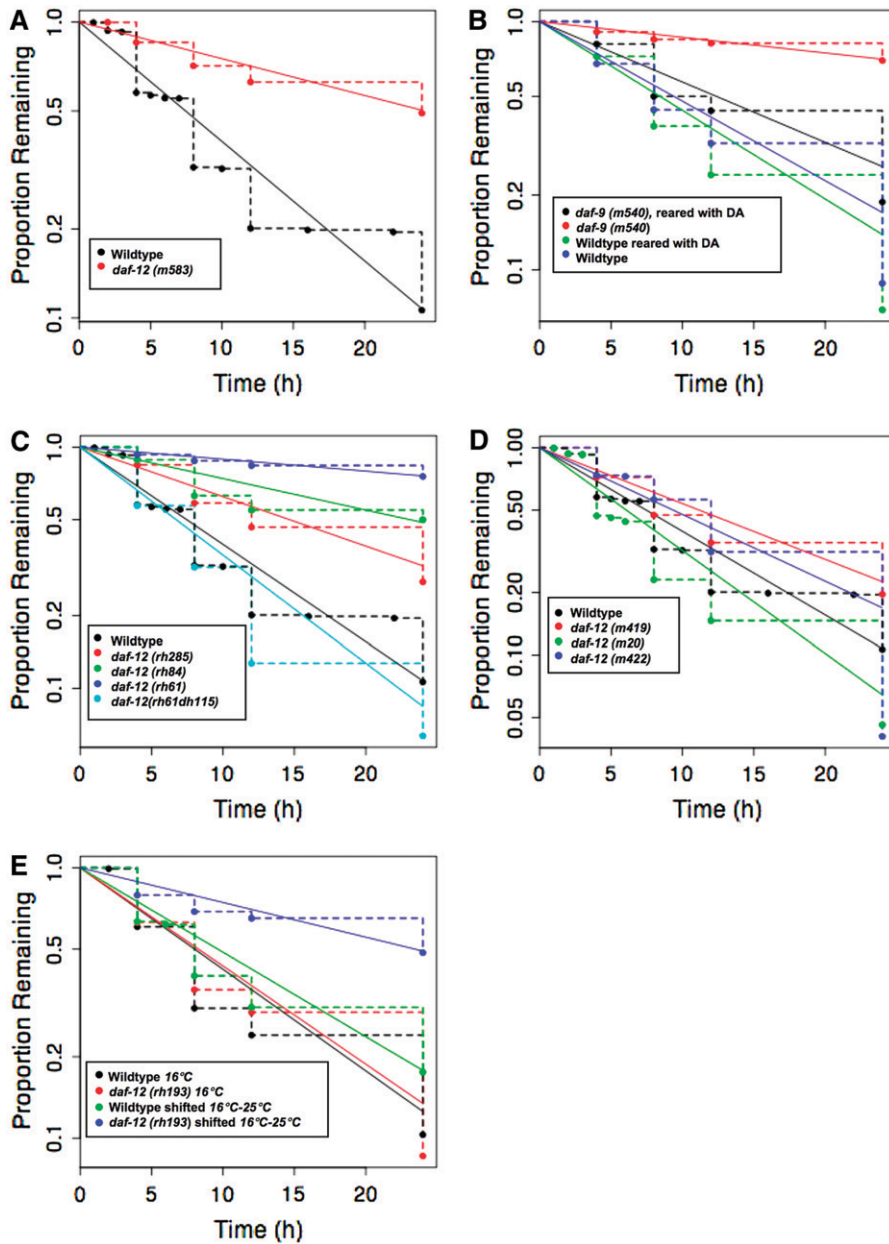 A
Proportion Remaining
1.0
0.5
0.2
0.1
Wildtype
daf-12 (m583)
0 5 10 15 20
Time (h)
B
Proportion Remaining
1.0
0.5
0.2
0.1
daf-9 (m540), reared with DA
daf-9 (m540)
Wildtype reared with DA
Wildtype
0 5 10 15 20
Time (h)
C
Proportion Remaining
1.0
0.5
0.2
0.1
Wildtype
daf-12 (rh285)
daf-12 (rh84)
daf-12 (rh61)
daf-12(rh61dh115)
0 5 10 15 20
Time (h)
D
Proportion Remaining
1.00
0.50
0.20
0.10
0.05
Wildtype
daf-12 (m419)
daf-12 (m20)
daf-12 (m422)
0 5 10 15 20
Time (h)
E
Proportion Remaining
1.0
0.5
0.2
0.1
Wildtype 16°C
daf-12 (rh193) 16°C
Wildtype shifted 16°C-25°C
daf-12 (rh193) shifted 16°C-25°C
0 5 10 15 20
Time (h)